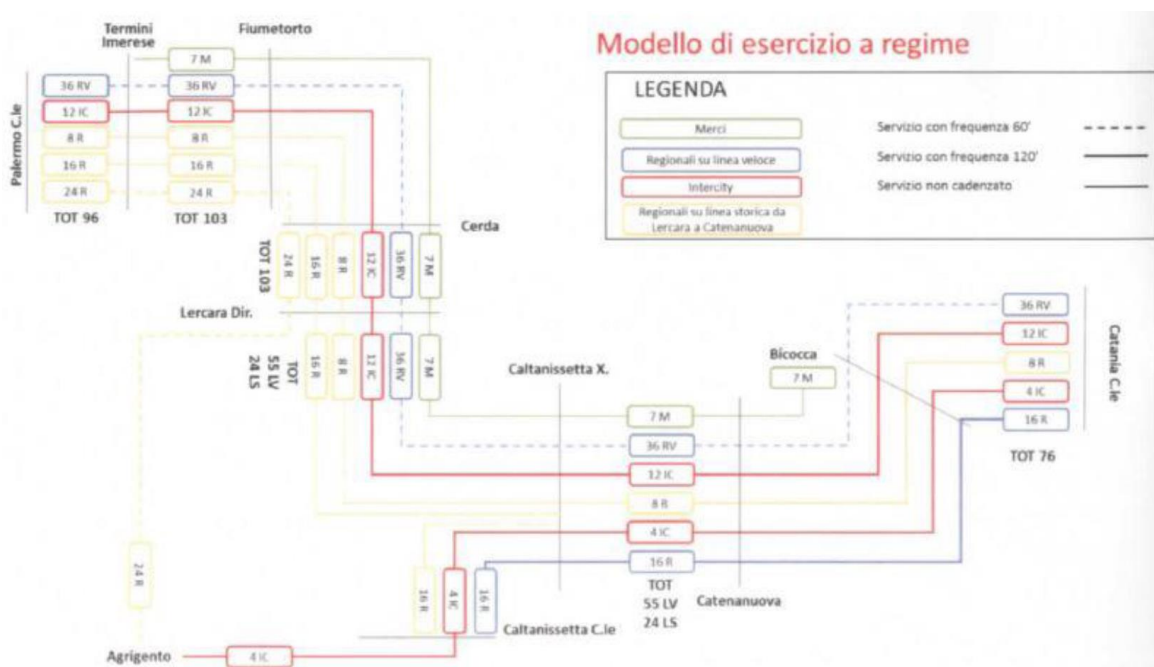 Modello di esercizio a regime
LEGENDA
Merci
Regionali su linea veloce
Intercity
Regionali su linea storica da
Lercara a Catenanuova
Servizio con frequenza 60'
Servizio con frequenza 120'
Servizio non cadenzato
Termini
Imerese
Fiumetorto
7 M
Palermo C.le
36 RV
36 RV
12 IC
12 IC
8 R
8 R
16 R
16 R
24 R
24 R
TOT 96
TOT 103
Cerda
TOT 103
24 R
16 R
8 R
12 IC
36 RV
7 M
Lercara Dir.
TOT
55 LV
24 LS
16 R
8 R
12 IC
36 RV
7 M
Caltanissetta X.
Bicocca
7 M
7 M
36 RV
12 IC
8 R
4 IC
16 R
TOT
55 LV
24 LS
Catenanuova
36 RV
12 IC
8 R
4 IC
16 R
TOT 76
Catania C.le
24 R
16 R
4 IC
16 R
Caltanissetta C.le
Agrigento
4 IC